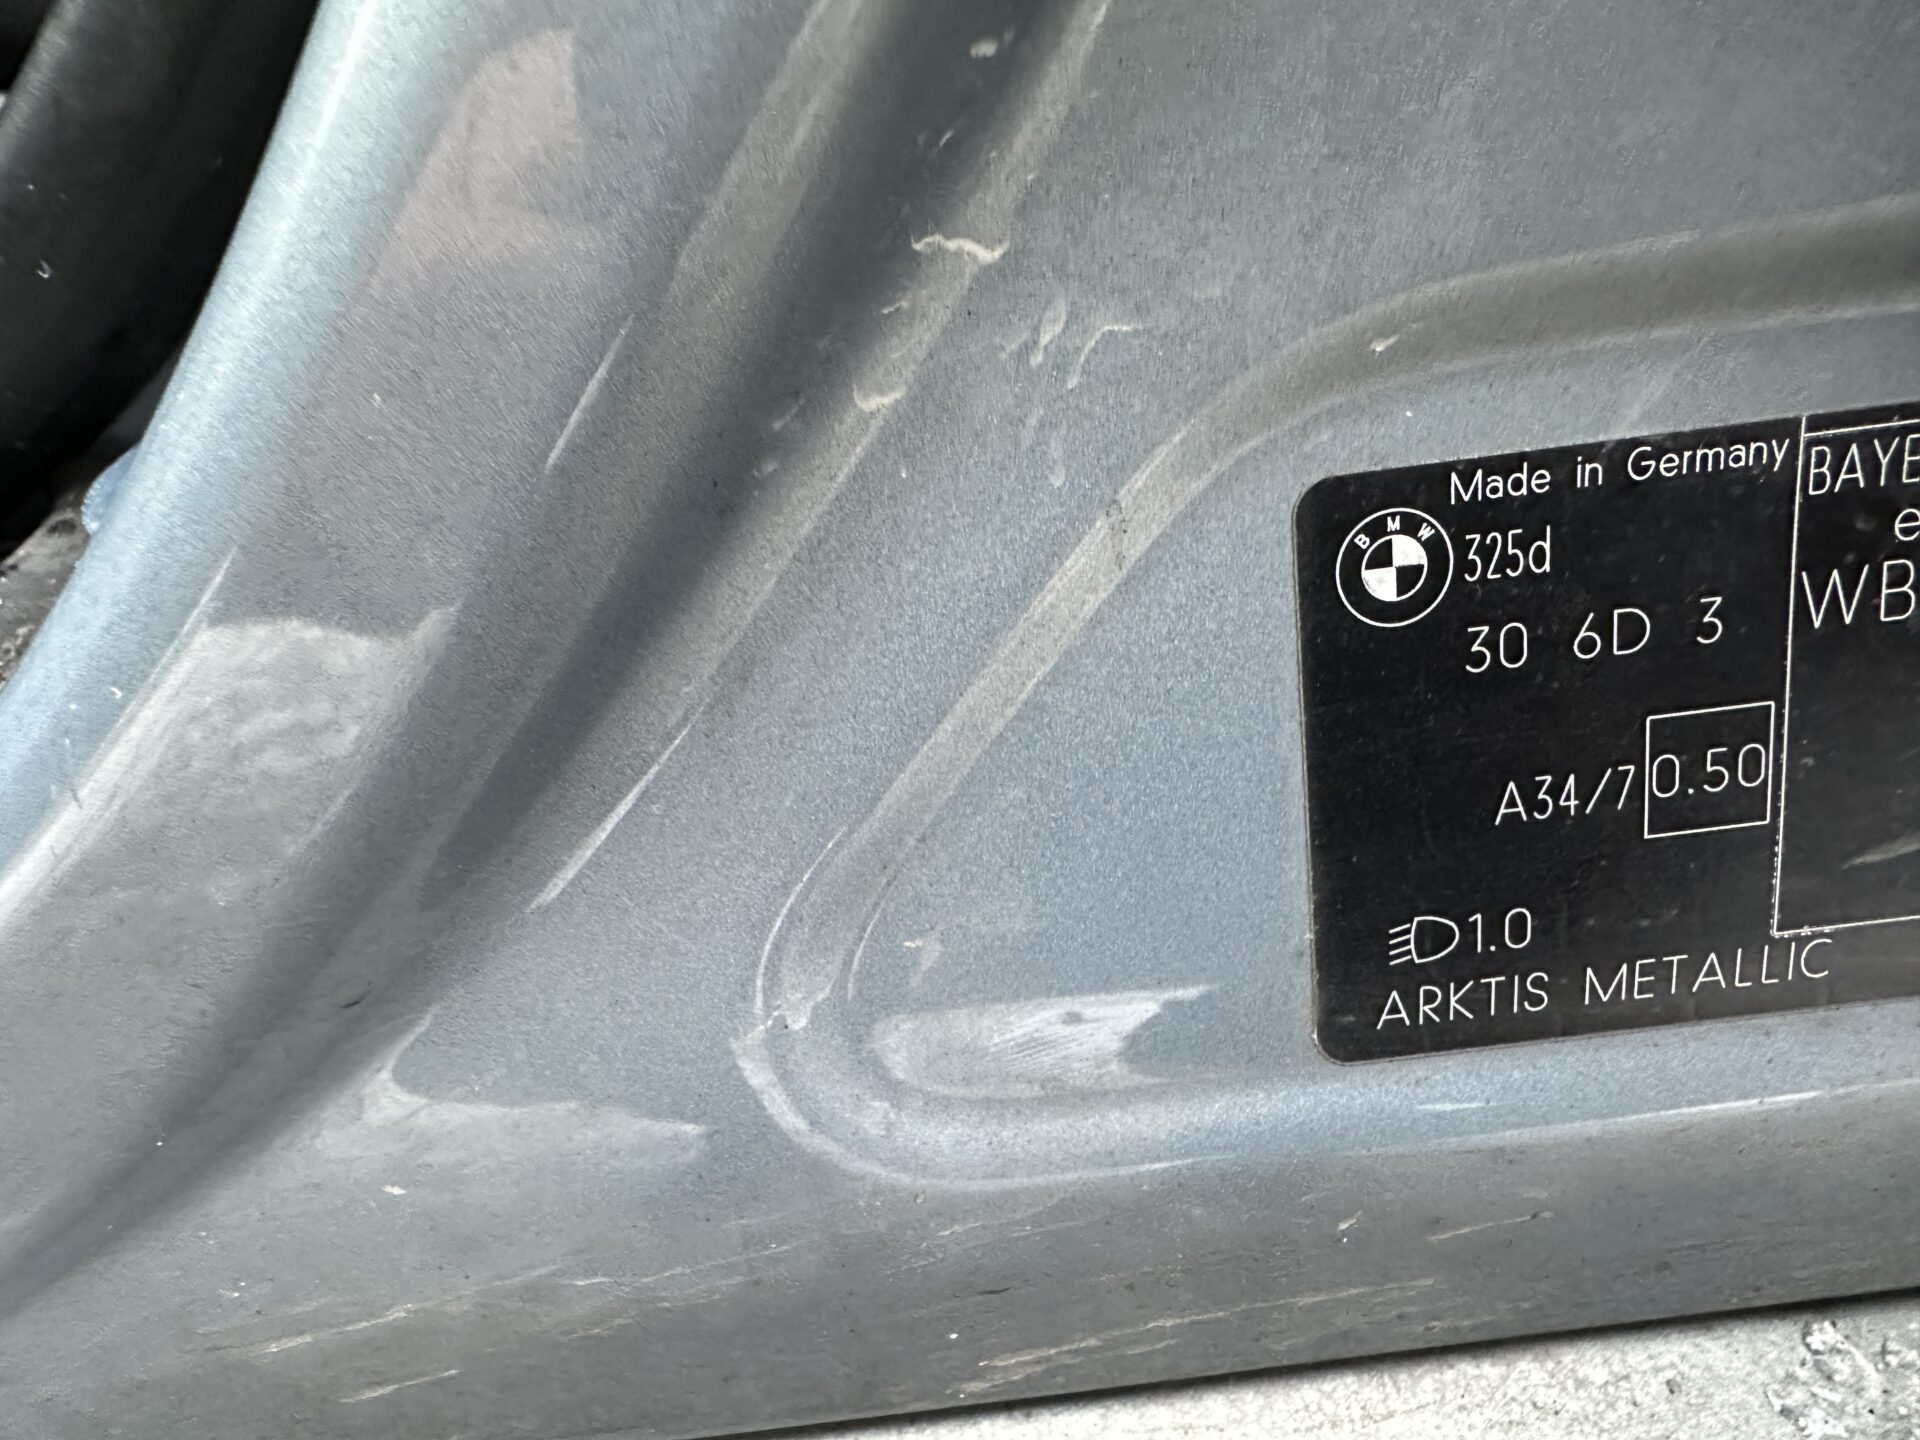 Made in Germany
BMW
325d
30 6D 3
A34/7 0.50
1.0
ARKTIS METALLIC
BAYE
e
WB